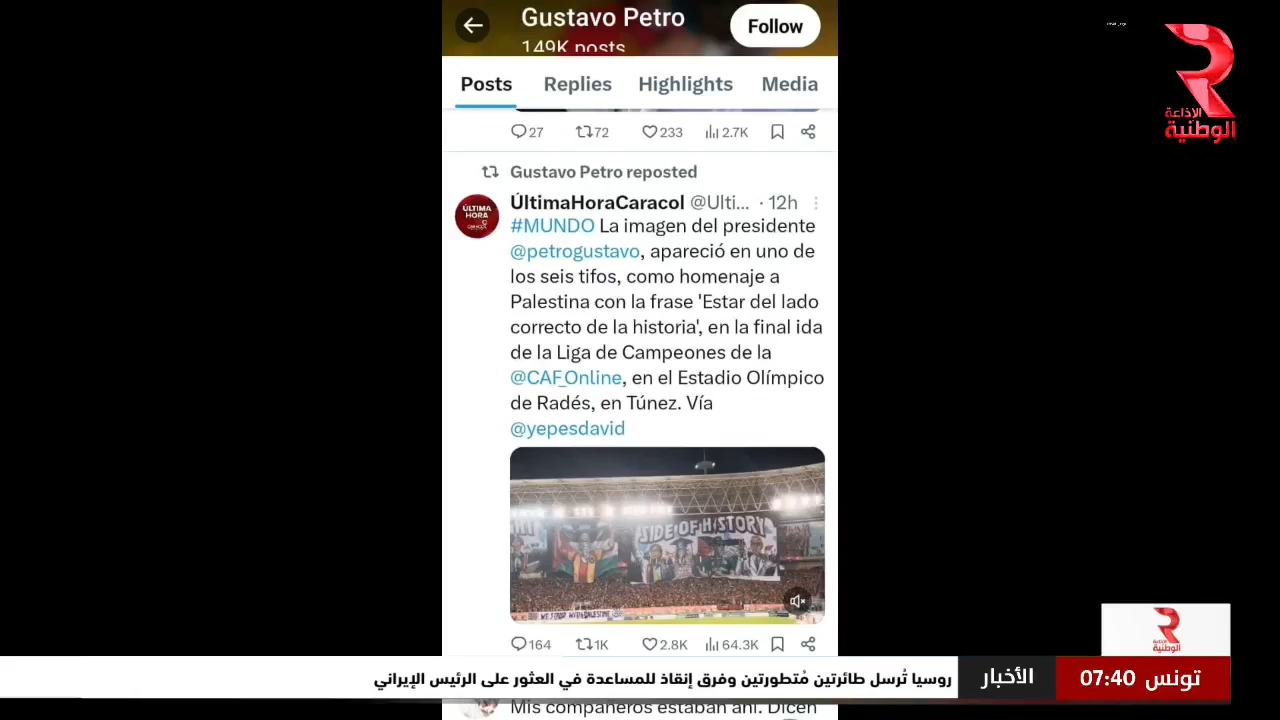 Gustavo Petro
149K posts
Follow
Posts Replies Highlights Media
27 72 233 2.7K
Gustavo Petro reposted
ÚltimaHoraCaracol @Ulti... · 12h
ÚLTIMA
HORA
#MUNDO La imagen del presidente
@petrogustavo, apareció en uno de
los seis tifos, como homenaje a
Palestina con la frase 'Estar del lado
correcto de la historia', en la final ida
de la Liga de Campeones de la
@CAF_Online, en el Estadio Olímpico
de Radés, en Túnez. Vía
@yepesdavid
SIDE OF HISTORY
164 1K 2.8K 64.3K
Mis compañeros estaban ahí. Dicen
الإذاعة
الوطنية
الإذاعة
الوطنية
تونس 07:40
الأخبار
روسيا تُرسل طائرتين مُتطورتين وفرق إنقاذ للمساعدة في العثور على الرئيس الإيراني